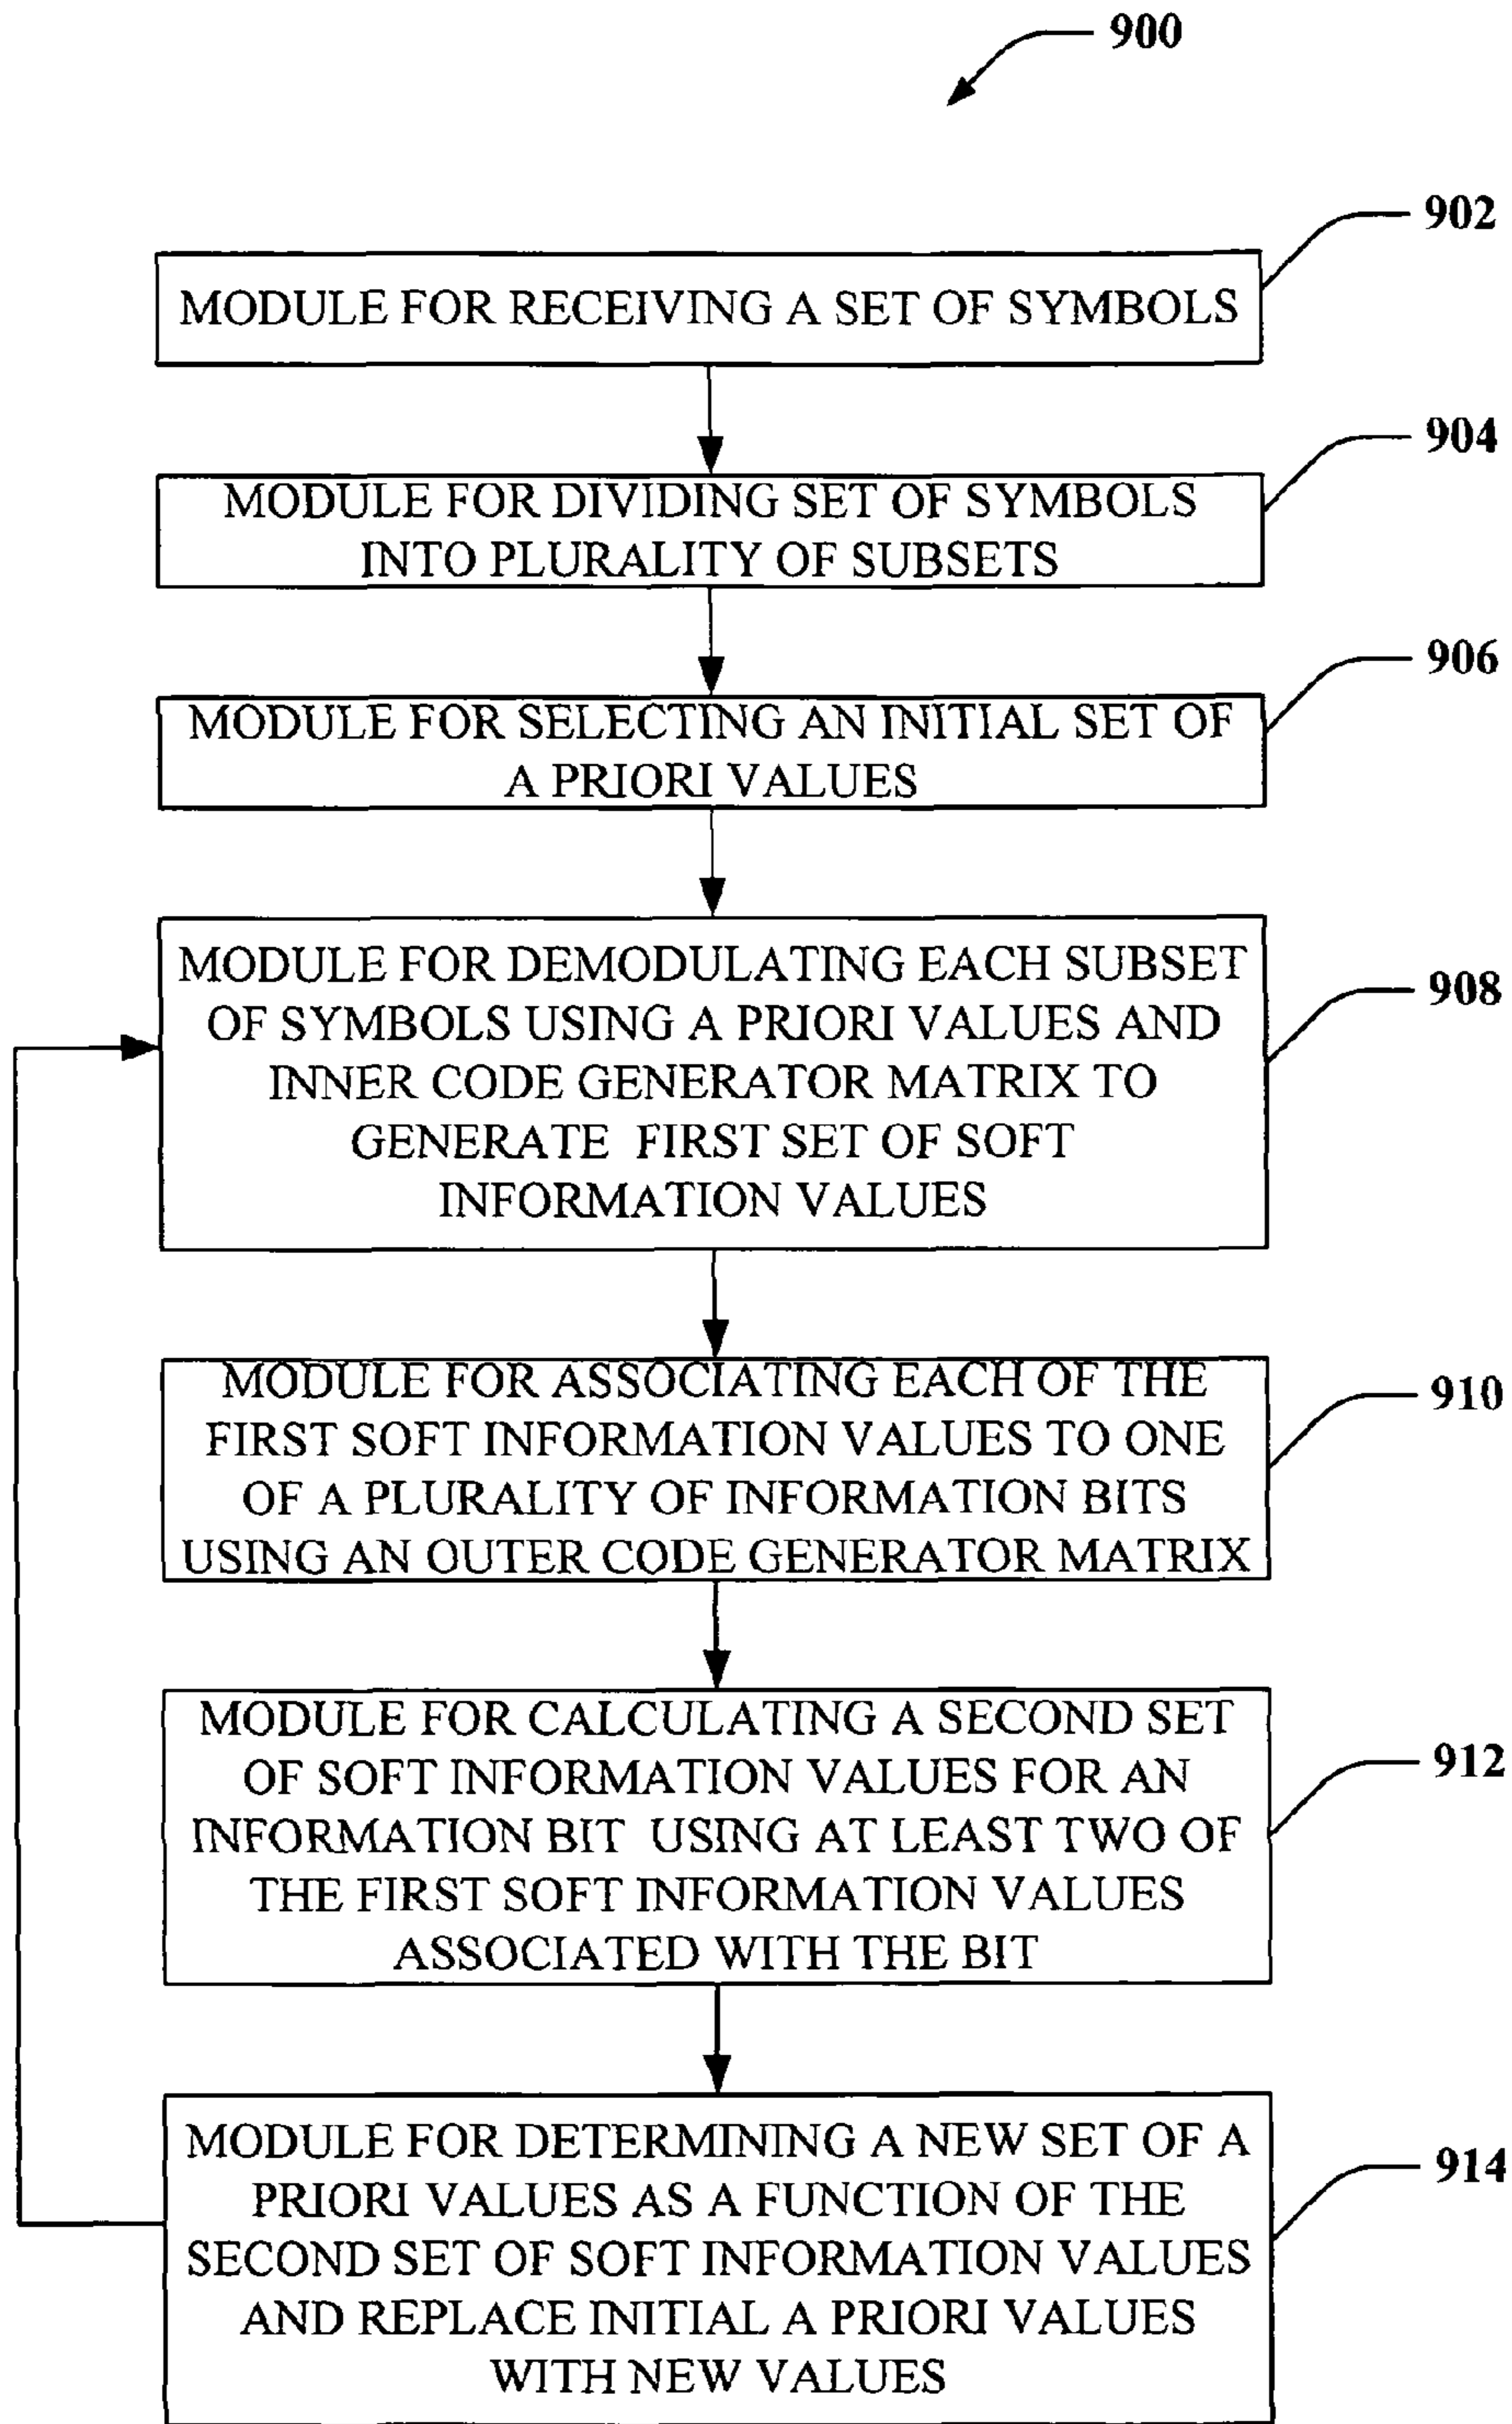 900
902
MODULE FOR RECEIVING A SET OF SYMBOLS
904
MODULE FOR DIVIDING SET OF SYMBOLS
INTO PLURALITY OF SUBSETS
906
MODULE FOR SELECTING AN INITIAL SET OF
A PRIORI VALUES
908
MODULE FOR DEMODULATING EACH SUBSET
OF SYMBOLS USING A PRIORI VALUES AND
INNER CODE GENERATOR MATRIX TO
GENERATE FIRST SET OF SOFT
INFORMATION VALUES
910
MODULE FOR ASSOCIATING EACH OF THE
FIRST SOFT INFORMATION VALUES TO ONE
OF A PLURALITY OF INFORMATION BITS
USING AN OUTER CODE GENERATOR MATRIX
912
MODULE FOR CALCULATING A SECOND SET
OF SOFT INFORMATION VALUES FOR AN
INFORMATION BIT USING AT LEAST TWO OF
THE FIRST SOFT INFORMATION VALUES
ASSOCIATED WITH THE BIT
914
MODULE FOR DETERMINING A NEW SET OF A
PRIORI VALUES AS A FUNCTION OF THE
SECOND SET OF SOFT INFORMATION VALUES
AND REPLACE INITIAL A PRIORI VALUES
WITH NEW VALUES